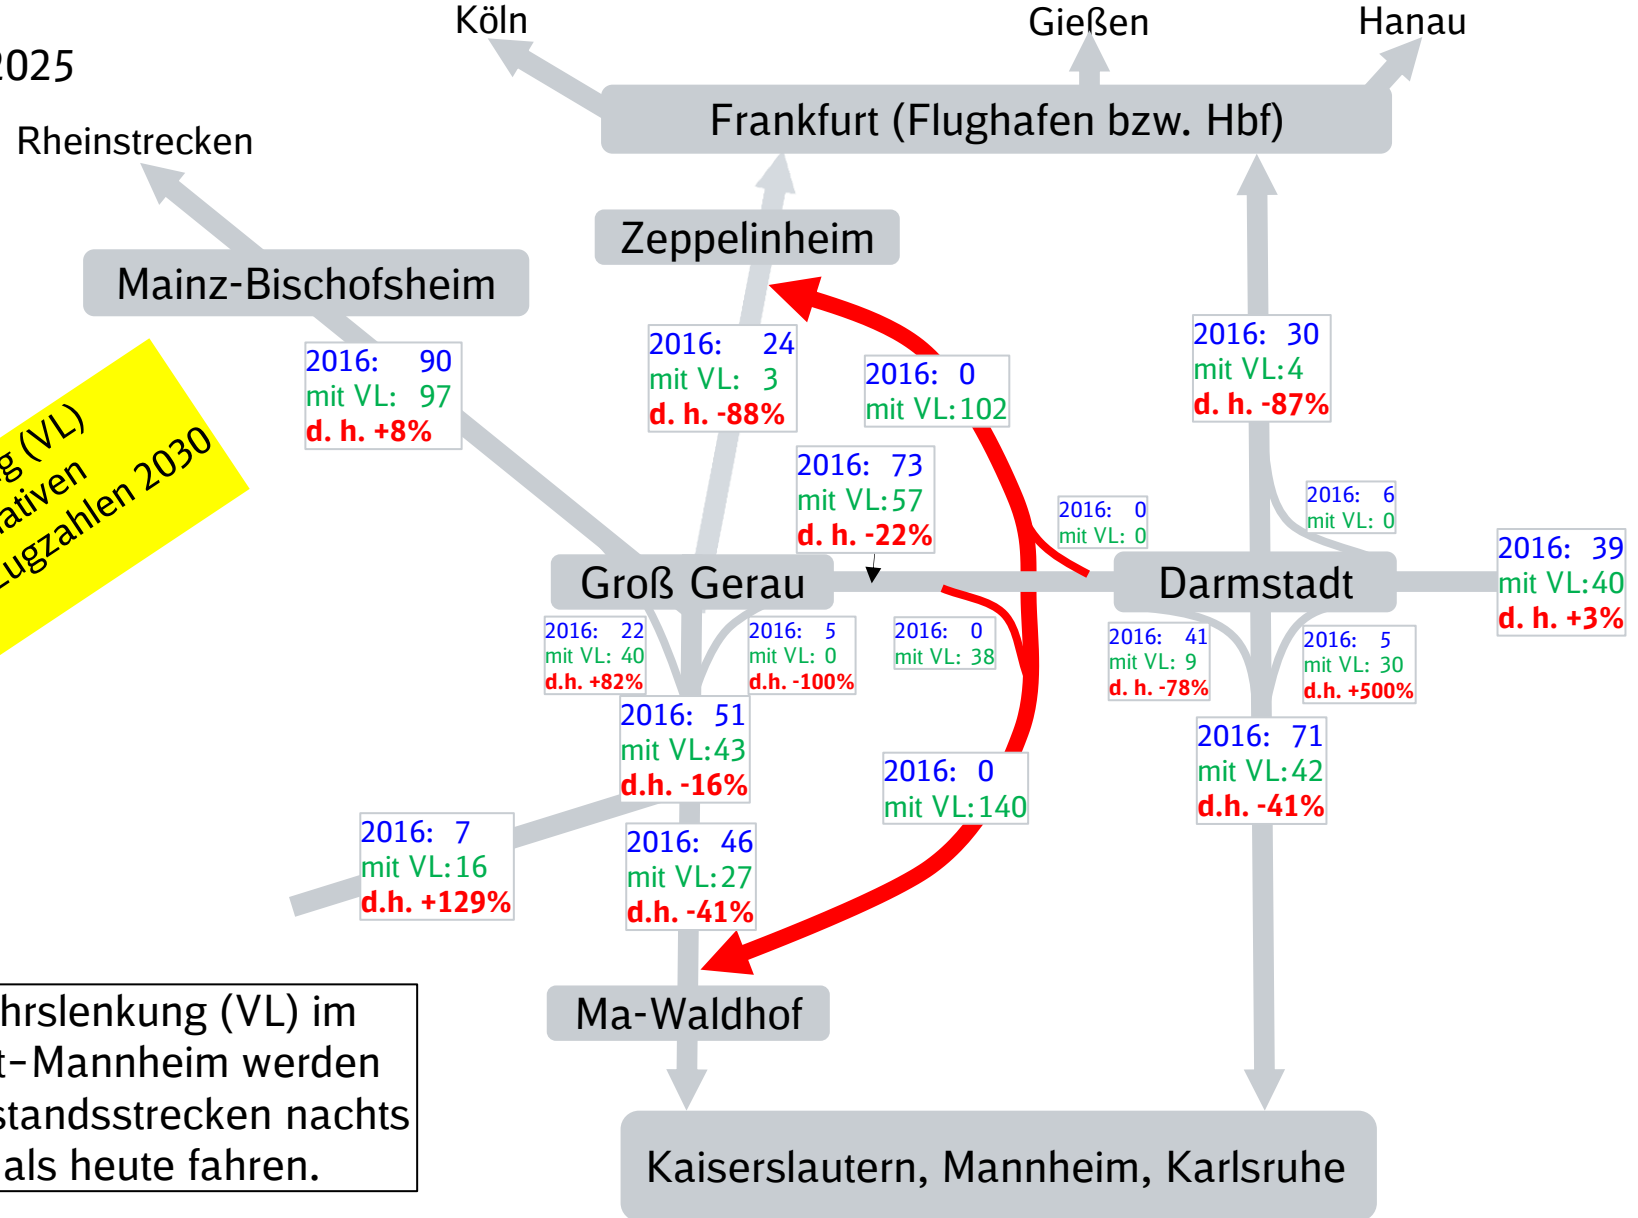 Köln
Gießen
Hanau
2025
Rheinstrecken
Frankfurt (Flughafen bzw. Hbf)
Zeppelinheim
Mainz-Bischofsheim
2016: 90
mit VL: 97
d. h. +8%
2016: 24
mit VL: 3
d. h. -88%
2016: 0
mit VL:102
2016: 30
mit VL:4
d. h. -87%
(VL)
2030
2016: 73
mit VL:57
d. h. -22%
2016: 0
mit VL: 0
2016: 6
mit VL: 0
2016: 39
mit VL:40
d. h. +3%
Groß Gerau
Darmstadt
2016: 22
mit VL: 40
d.h. +82%
2016: 5
mit VL: 0
d.h. -100%
2016: 0
mit VL: 38
2016: 41
mit VL: 9
d. h. -78%
2016: 5
mit VL: 30
d.h. +500%
2016: 51
mit VL:43
d.h. -16%
2016: 71
mit VL:42
d.h. -41%
2016: 0
mit VL:140
2016: 7
mit VL:16
d.h. +129%
2016: 46
mit VL:27
d.h. -41%
Ma-Waldhof
hrslenkung (VL) im
t-Mannheim werden
standsstrecken nachts
als heute fahren.
Kaiserslautern, Mannheim, Karlsruhe